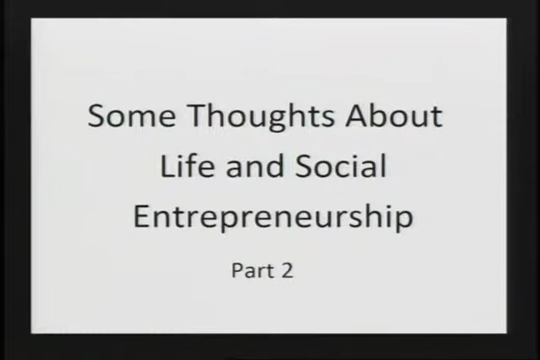 Some Thoughts About
Life and Social
Entrepreneurship
Part 2